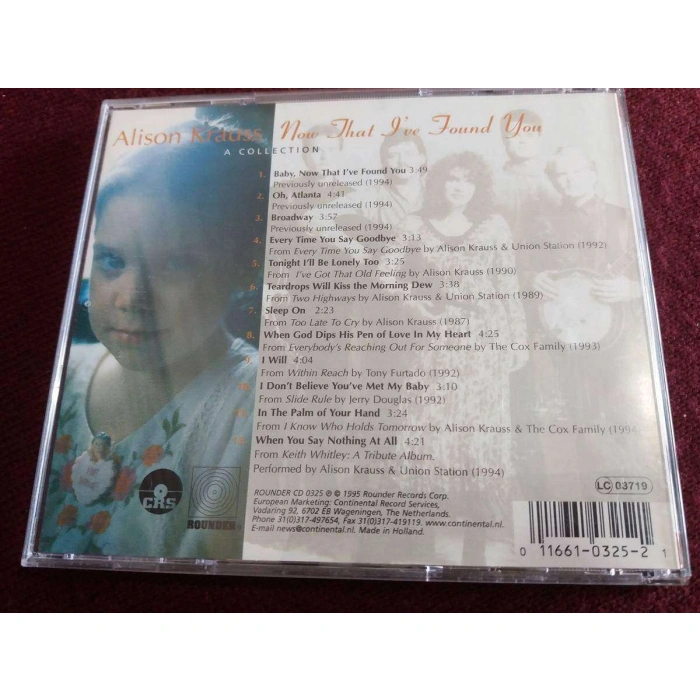 Alison Krauss Now That I've Found You
A COLLECTION
1. Baby, Now That I've Found You 3:49
Previously unreleased (1994)
2. Oh, Atlanta 4:41
Previously unreleased (1994)
3. Broadway 3:57
Previously unreleased (1994)
4. Every Time You Say Goodbye 3:13
From Every Time You Say Goodbye by Alison Krauss & Union Station (1992)
5. Tonight I'll Be Lonely Too 3:25
From I've Got That Old Feeling by Alison Krauss (1990)
6. Teardrops Will Kiss the Morning Dew 3:38
From Two Highways by Alison Krauss & Union Station (1989)
7. Sleep On 2:23
From Too Late To Cry by Alison Krauss (1987)
8. When God Dips His Pen of Love In My Heart 4:25
From Everybody's Reaching Out For Someone by The Cox Family (1993)
9. I Will 4:04
From Within Reach by Tony Furtado (1992)
10. I Don't Believe You've Met My Baby 3:10
From Slide Rule by Jerry Douglas (1992)
In The Palm of Your Hand 3:24
From I Know Who Holds Tomorrow by Alison Krauss & The Cox Family (1994
When You Say Nothing At All 4:21
From Keith Whitley: A Tribute Album.
Performed by Alison Krauss & Union Station (1994)
CRS
ROUNDER
ROUNDER CD 0325 ℗ © 1995 Rounder Records Corp.
European Marketing: Continental Record Services,
Vadaring 92, 6702 EB Wageningen, The Netherlands.
Phone 31(0)317-497654, Fax 31(0)317-419119. www.continental.nl.
E-mail news@continental.nl. Made in Holland.
LC 03719
0 11661-0325-2 1